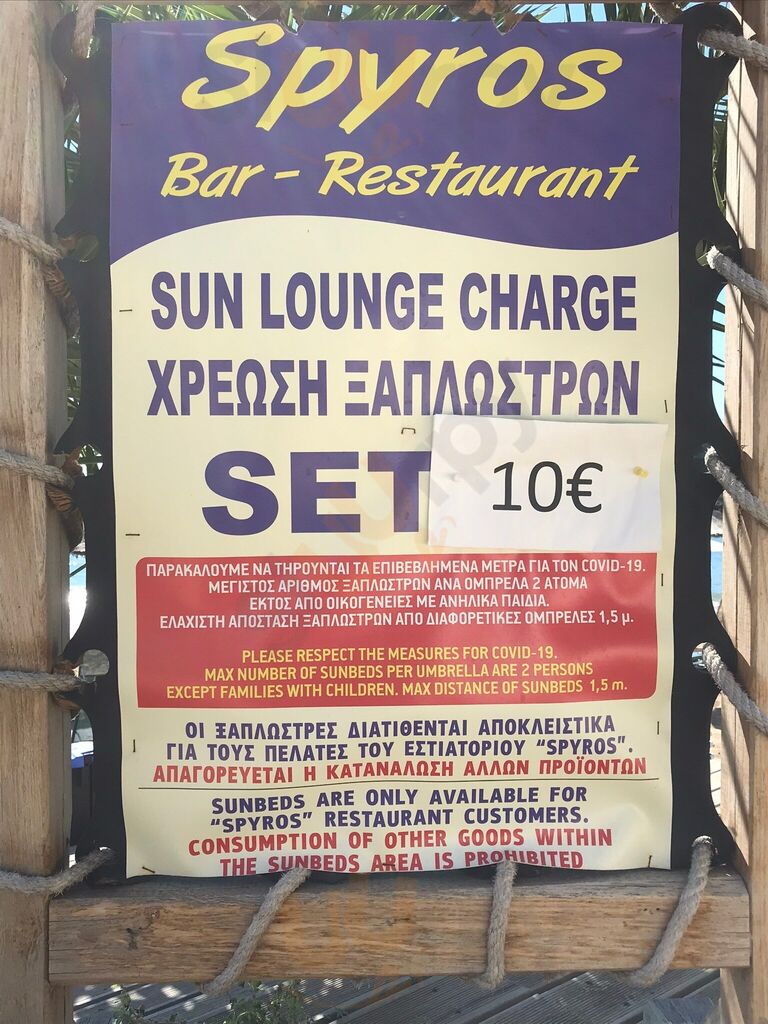 Spyros
Bar - Restaurant
SUN LOUNGE CHARGE
ΧΡΕΩΣΗ ΞΑΠΛΩΣΤΡΩΝ
SET 10€
ΠΑΡΑΚΑΛΟΥΜΕ ΝΑ ΤΗΡΟΥΝΤΑΙ ΤΑ ΕΠΙΒΕΒΛΗΜΕΝΑ ΜΕΤΡΑ ΓΙΑ ΤΟΝ COVID-19.
ΜΕΓΙΣΤΟΣ ΑΡΙΘΜΟΣ ΞΑΠΛΩΣΤΡΩΝ ΑΝΑ ΟΜΠΡΕΛΑ 2 ΑΤΟΜΑ
ΕΚΤΟΣ ΑΠΟ ΟΙΚΟΓΕΝΕΙΕΣ ΜΕ ΑΝΗΛΙΚΑ ΠΑΙΔΙΑ.
ΕΛΑΧΙΣΤΗ ΑΠΟΣΤΑΣΗ ΞΑΠΛΩΣΤΡΩΝ ΑΠΟ ΔΙΑΦΟΡΕΤΙΚΕΣ ΟΜΠΡΕΛΕΣ 1,5 μ.
PLEASE RESPECT THE MEASURES FOR COVID-19.
MAX NUMBER OF SUNBEDS PER UMBRELLA ARE 2 PERSONS
EXCEPT FAMILIES WITH CHILDREN. MAX DISTANCE OF SUNBEDS 1,5 m.
ΟΙ ΞΑΠΛΩΣΤΡΕΣ ΔΙΑΤΙΘΕΝΤΑΙ ΑΠΟΚΛΕΙΣΤΙΚΑ
ΓΙΑ ΤΟΥΣ ΠΕΛΑΤΕΣ ΤΟΥ ΕΣΤΙΑΤΟΡΙΟΥ “SPYROS”.
ΑΠΑΓΟΡΕΥΕΤΑΙ Η ΚΑΤΑΝΑΛΩΣΗ ΑΛΛΩΝ ΠΡΟΪΟΝΤΩΝ
SUNBEDS ARE ONLY AVAILABLE FOR
“SPYROS” RESTAURANT CUSTOMERS.
CONSUMPTION OF OTHER GOODS WITHIN
THE SUNBEDS AREA IS PROHIBITED